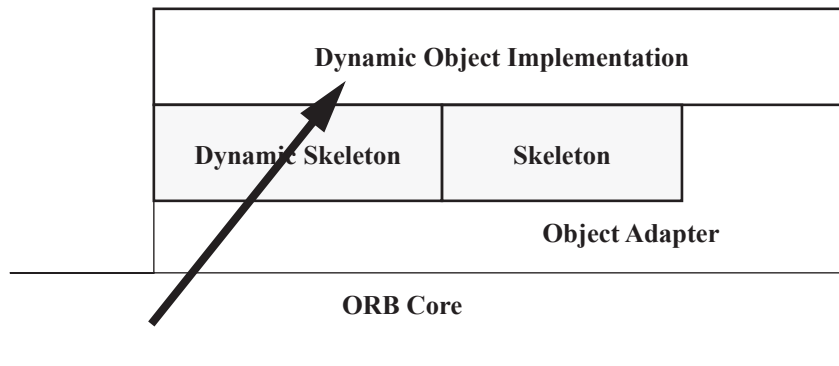 Dynamic Object Implementation
Dynamic Skeleton
Skeleton
Object Adapter
ORB Core